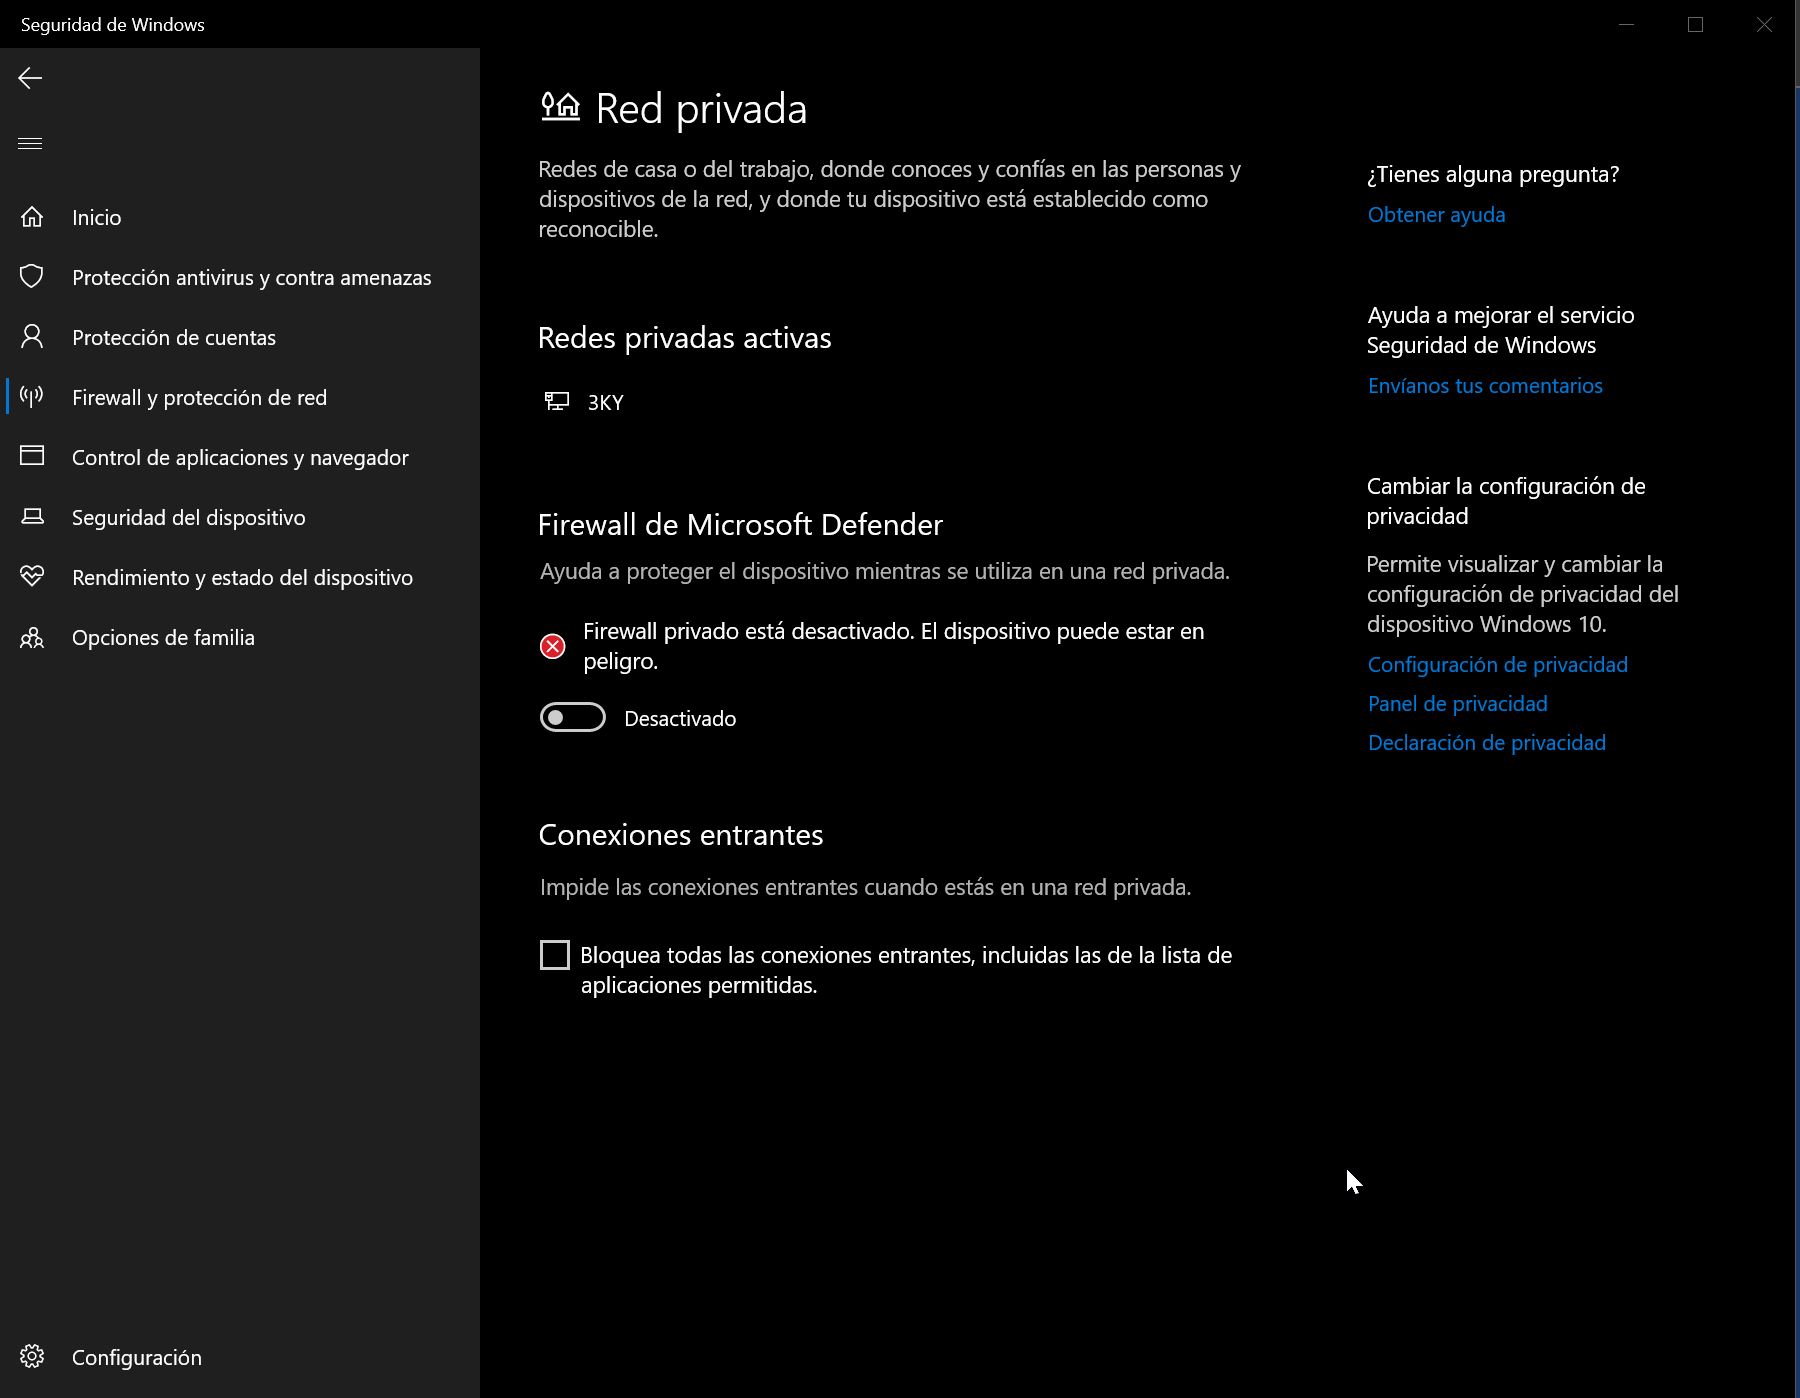 Seguridad de Windows
Inicio
Protección antivirus y contra amenazas
Protección de cuentas
Firewall y protección de red
Control de aplicaciones y navegador
Seguridad del dispositivo
Rendimiento y estado del dispositivo
Opciones de familia
Configuración
Red privada
Redes de casa o del trabajo, donde conoces y confías en las personas y
dispositivos de la red, y donde tu dispositivo está establecido como
reconocible.
Redes privadas activas
3KY
Firewall de Microsoft Defender
Ayuda a proteger el dispositivo mientras se utiliza en una red privada.
Firewall privado está desactivado. El dispositivo puede estar en
peligro.
Desactivado
Conexiones entrantes
Impide las conexiones entrantes cuando estás en una red privada.
Bloquea todas las conexiones entrantes, incluidas las de la lista de
aplicaciones permitidas.
¿Tienes alguna pregunta?
Obtener ayuda
Ayuda a mejorar el servicio
Seguridad de Windows
Envíanos tus comentarios
Cambiar la configuración de
privacidad
Permite visualizar y cambiar la
configuración de privacidad del
dispositivo Windows 10.
Configuración de privacidad
Panel de privacidad
Declaración de privacidad